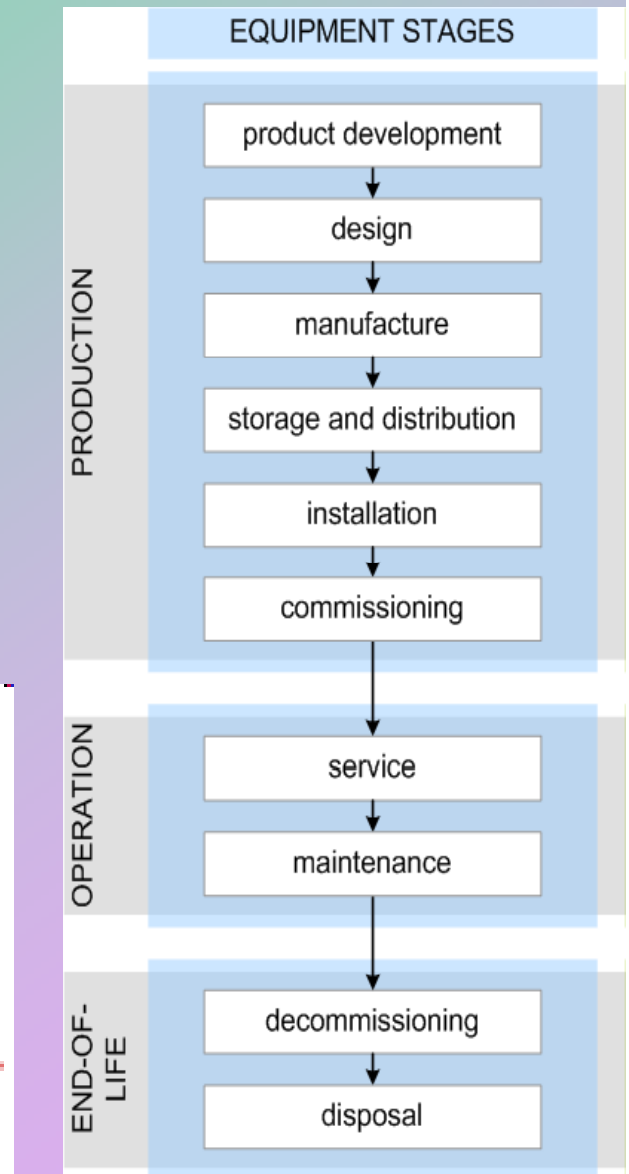 EQUIPMENT STAGES
PRODUCTION
product development
design
manufacture
storage and distribution
installation
commissioning
OPERATION
service
maintenance
END-OF-
LIFE
decommissioning
disposal